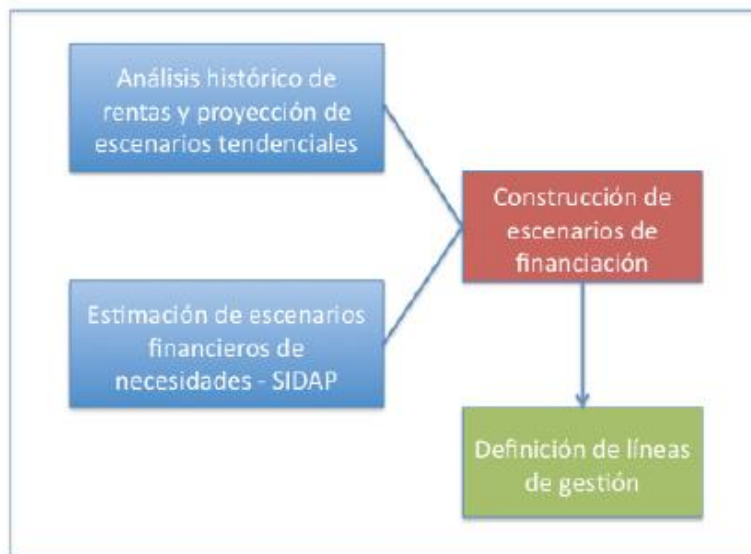 Análisis histórico de
rentas y proyección de
escenarios tendenciales
Construcción de
escenarios de
financiación
Estimación de escenarios
financieros de
necesidades - SIDAP
Definición de líneas
de gestión